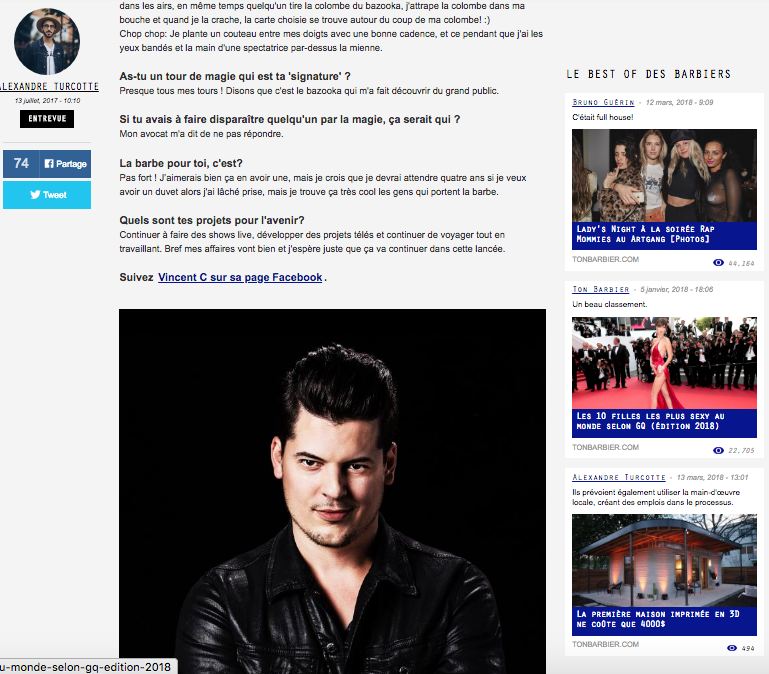 dans les airs, en même temps quelqu'un tire la colombe du bazooka, j'attrape la colombe dans ma
bouche et quand je la crache, la carte choisie se trouve autour du coup de ma colombe! :)
Chop chop: Je plante un couteau entre mes doigts avec une bonne cadence, et ce pendant que j'ai les
yeux bandés et la main d'une spectatrice par-dessus la mienne.
As-tu un tour de magie qui est ta 'signature' ?
Presque tous mes tours ! Disons que c'est le bazooka qui m'a fait découvrir du grand public.
Si tu avais à faire disparaître quelqu'un par la magie, ça serait qui ?
Mon avocat m'a dit de ne pas répondre.
La barbe pour toi, c'est?
Pas fort ! J'aimerais bien ça en avoir une, mais je crois que je devrai attendre quatre ans si je veux
avoir un duvet alors j'ai lâché prise, mais je trouve ça très cool les gens qui portent la barbe.
Quels sont tes projets pour l'avenir?
Continuer à faire des shows live, développer des projets télés et continuer de voyager tout en
travaillant. Bref mes affaires vont bien et j'espère juste que ça va continuer dans cette lancée.
Suivez Vincent C sur sa page Facebook.
ALEXANDRE TURCOTTE
13 juillet, 2017 - 10:10
ENTREVUE
74 Partage
Tweet
LE BEST OF DES BARBIERS
BRUNO GUÉRIN - 12 mars, 2018 - 9:09
C'était full house!
LADY'S NIGHT À LA SOIRÉE RAP
MOMMIES AU ARTGANG [PHOTOS]
TONBARBIER.COM
44,164
TON BARBIER - 5 janvier, 2018 - 18:06
Un beau classement.
LES 10 FILLES LES PLUS SEXY AU
MONDE SELON GQ (ÉDITION 2018)
TONBARBIER.COM
22,705
ALEXANDRE TURCOTTE - 13 mars, 2018 - 13:01
Ils prévoient également utiliser la main-d'œuvre
locale, créant des emplois dans le processus.
LA PREMIÈRE MAISON IMPRIMÉE EN 3D
NE COÛTE QUE 4000$
TONBARBIER.COM
494
u-monde-selon-gq-edition-2018